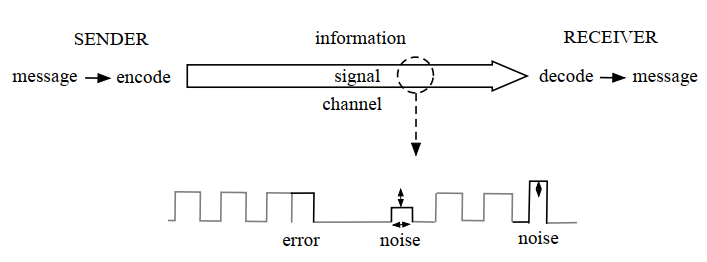 SENDER information RECEIVER
message encode signal decode message
channel
error noise noise